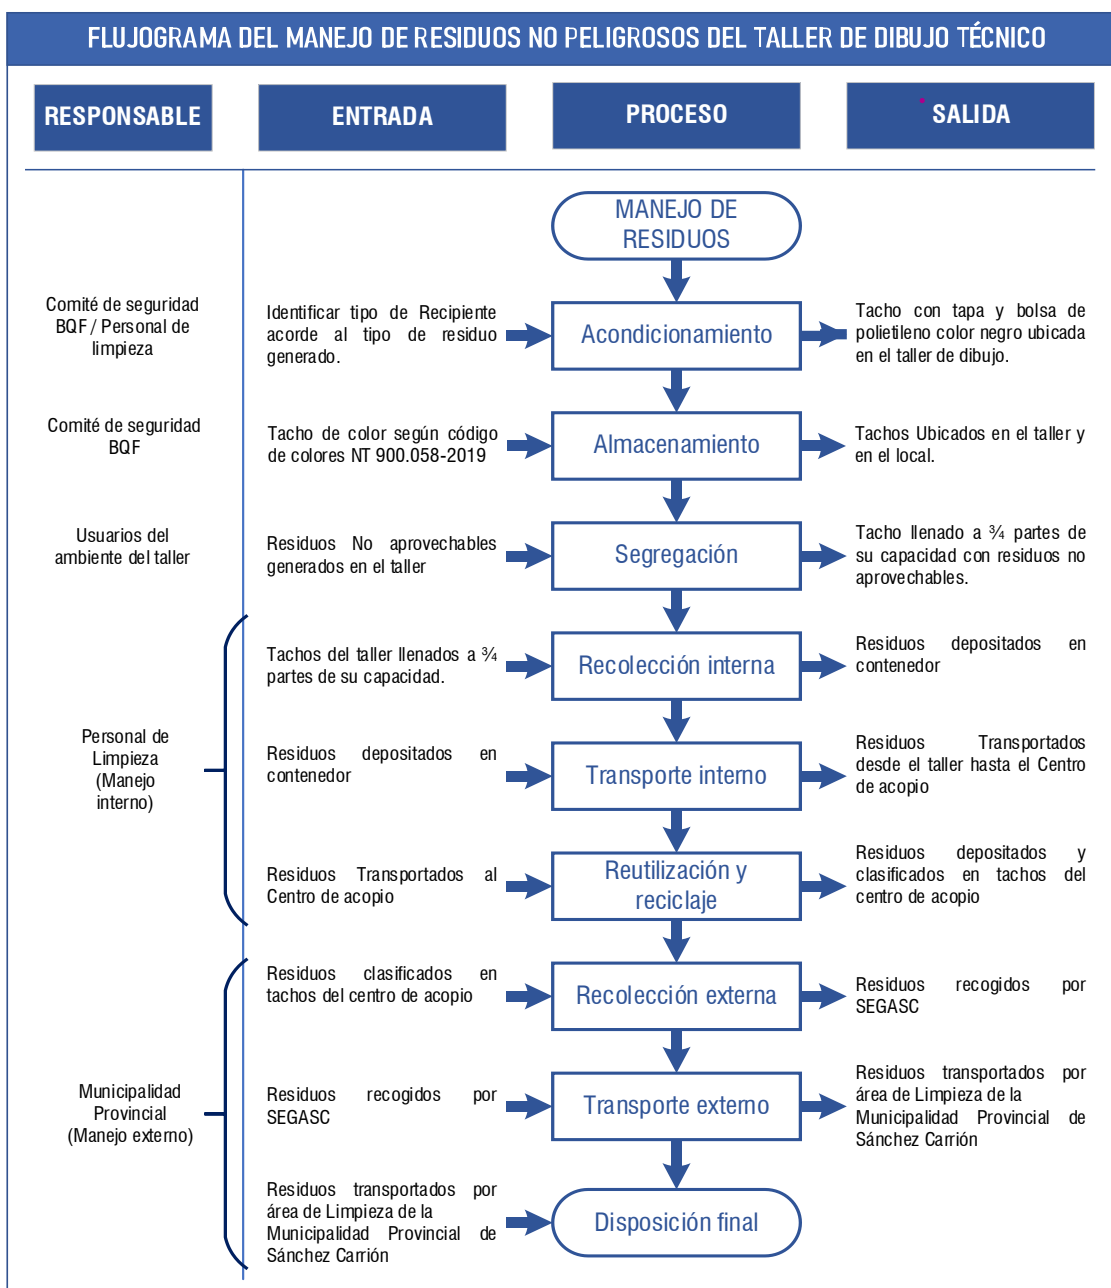 FLUJOGRAMA DEL MANEJO DE RESIDUOS NO PELIGROSOS DEL TALLER DE DIBUJO TÉCNICO
RESPONSABLE
ENTRADA
PROCESO
SALIDA
MANEJO DE
RESIDUOS
Comité de seguridad
BQF / Personal de
limpieza
Identificar tipo de Recipiente
acorde al tipo de residuo
generado.
Acondicionamiento
Tacho con tapa y bolsa de
polietileno color negro ubicada
en el taller de dibujo.
Comité de seguridad
BQF
Tacho de color según código
de colores NT 900.058-2019
Almacenamiento
Tachos Ubicados en el taller y
en el local.
Usuarios del
ambiente del taller
Residuos No aprovechables
generados en el taller
Segregación
Tacho llenado a ¾ partes de
su capacidad con residuos no
aprovechables.
Personal de
Limpieza
(Manejo
interno)
Tachos del taller llenados a ¾
partes de su capacidad.
Recolección interna
Residuos depositados en
contenedor
Residuos depositados en
contenedor
Transporte interno
Residuos Transportados
desde el taller hasta el Centro
de acopio
Residuos Transportados al
Centro de acopio
Reutilización y
reciclaje
Residuos depositados y
clasificados en tachos del
centro de acopio
Municipalidad
Provincial
(Manejo externo)
Residuos clasificados en
tachos del centro de acopio
Recolección externa
Residuos recogidos por
SEGASC
Residuos recogidos por
SEGASC
Transporte externo
Residuos transportados por
área de Limpieza de la
Municipalidad Provincial de
Sánchez Carrión
Residuos transportados por
área de Limpieza de la
Municipalidad Provincial de
Sánchez Carrión
Disposición final